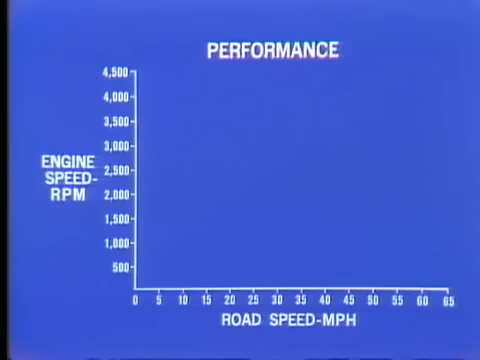 PERFORMANCE
4,500
4,000
3,500
3,000
2,500
2,000
1,500
1,000
500
ENGINE
SPEED-
RPM
0 5 10 15 20 25 30 35 40 45 50 55 60 65
ROAD SPEED-MPH